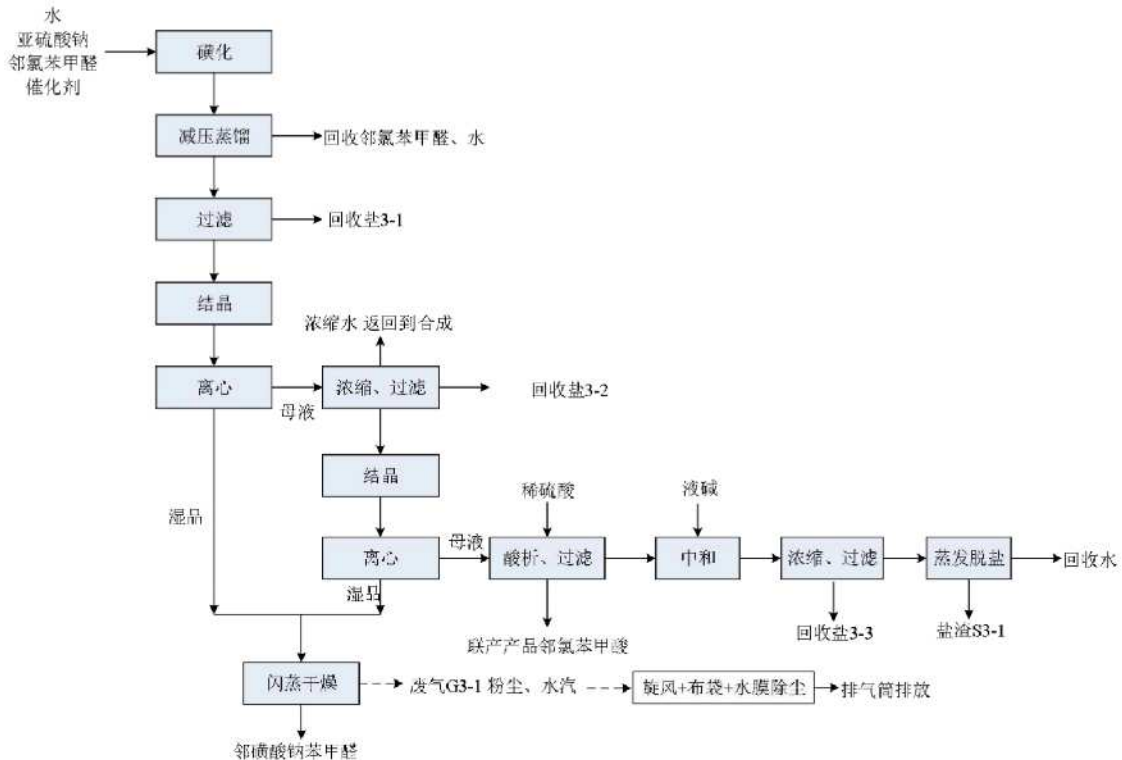 水
亚硫酸钠
邻氯苯甲醛
催化剂
磺化
减压蒸馏
回收邻氯苯甲醛、水
过滤
回收盐3-1
结晶
浓缩水 返回到合成
离心
母液
浓缩、过滤
回收盐3-2
结晶
湿品
稀硫酸
液碱
离心
母液
酸析、过滤
中和
浓缩、过滤
蒸发脱盐
回收水
湿品
联产产品邻氯苯甲酸
回收盐3-3
盐渣S3-1
闪蒸干燥
废气G3-1 粉尘、水汽
旋风+布袋+水膜除尘
排气筒排放
邻磺酸钠苯甲醛